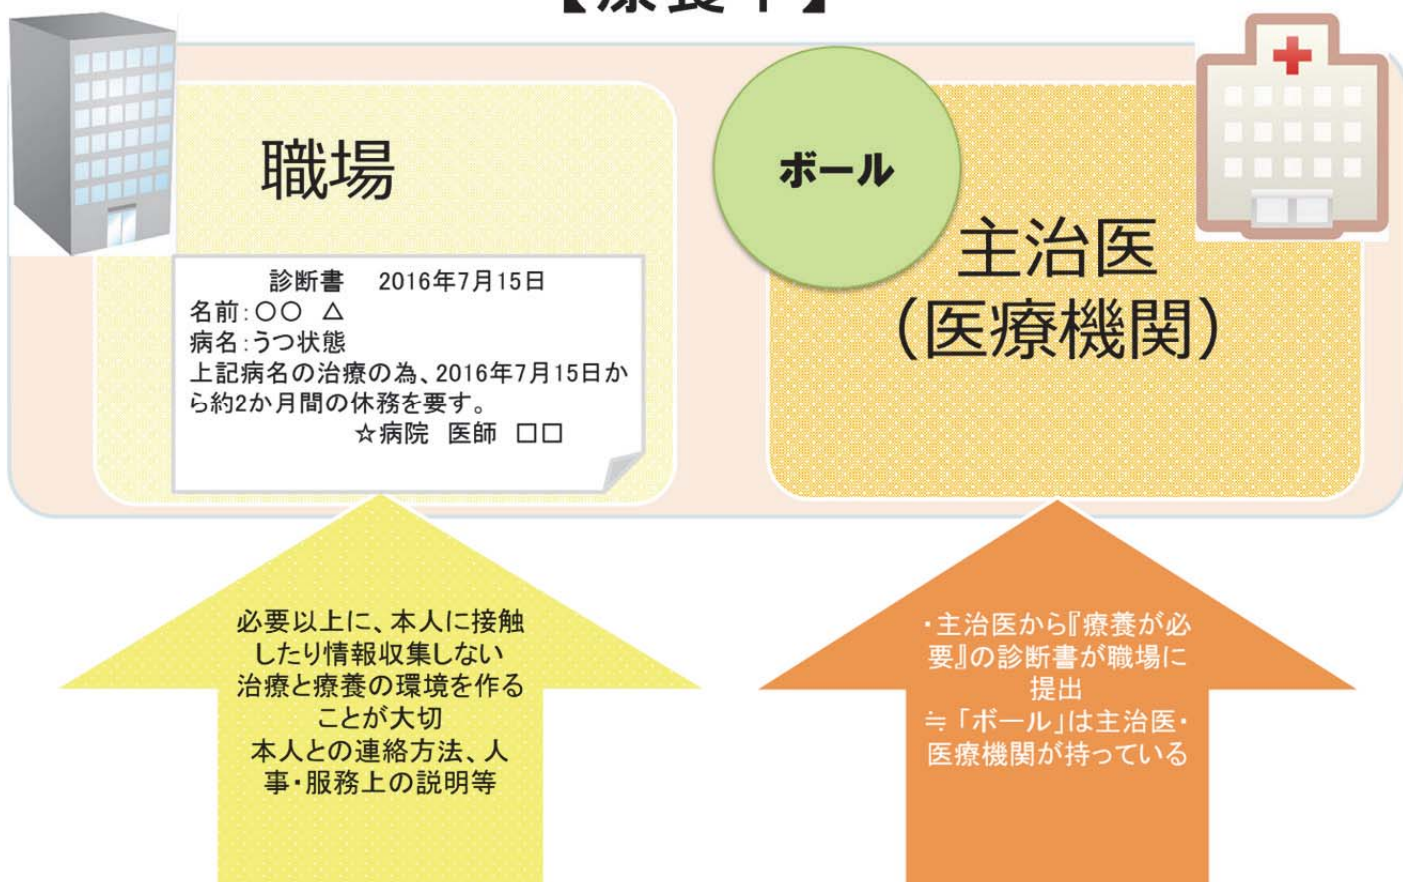 【療養中】
職場
ボール
主治医
（医療機関）
診断書　2016年7月15日
名前:〇〇　△
病名:うつ状態
上記病名の治療の為、2016年7月15日か
ら約2か月間の休務を要す。
☆病院　医師　□□
必要以上に、本人に接触
したり情報収集しない
治療と療養の環境を作る
ことが大切
本人との連絡方法、人
事・服務上の説明等
・主治医から『療養が必
要』の診断書が職場に
提出
≒「ボール」は主治医・
医療機関が持っている